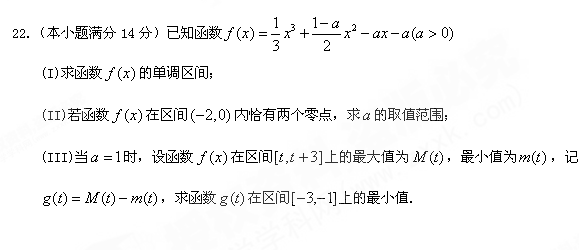 22.（本小题满分 14 分）已知函数 f(x) = 1/3 x³ + (1-a)/2 x² - ax - a (a > 0)
(I)求函数 f(x) 的单调区间;
(II)若函数 f(x) 在区间(-2,0)内恰有两个零点，求 a 的取值范围;
(III)当 a = 1时，设函数 f(x) 在区间[t, t + 3]上的最大值为 M(t)，最小值为m(t)，记
g(t) = M(t) - m(t)，求函数 g(t) 在区间[-3,-1]上的最小值.